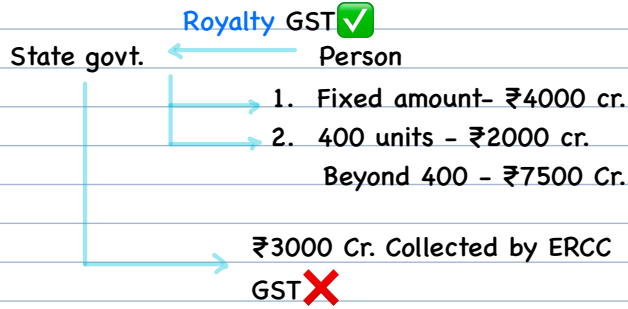 Royalty GST✅
State govt. Person
1. Fixed amount- ₹4000 cr.
2. 400 units - ₹2000 cr.
Beyond 400 - ₹7500 Cr.
₹3000 Cr. Collected by ERCC
GST❌